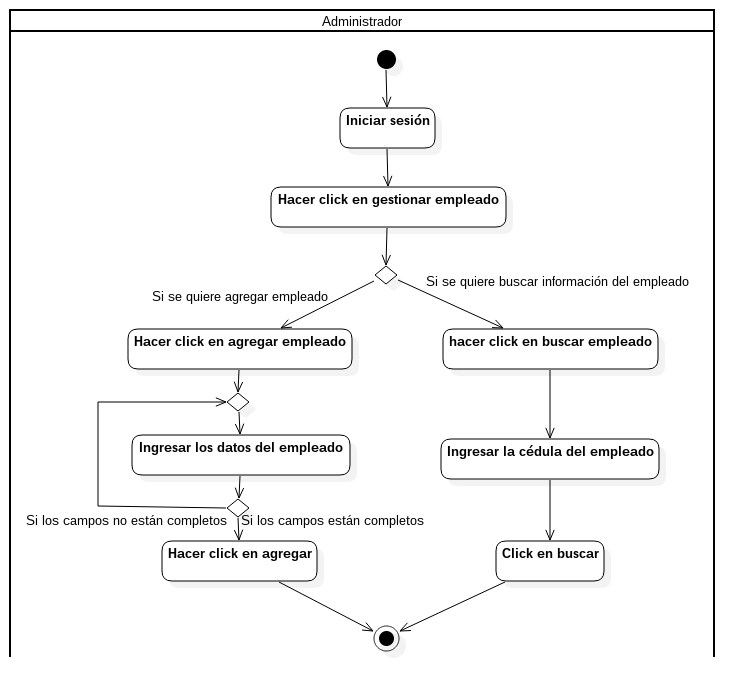 Administrador
Iniciar sesión
Hacer click en gestionar empleado
Si se quiere agregar empleado
Si se quiere buscar información del empleado
Hacer click en agregar empleado
hacer click en buscar empleado
Ingresar los datos del empleado
Ingresar la cédula del empleado
Si los campos no están completos
Si los campos están completos
Hacer click en agregar
Click en buscar